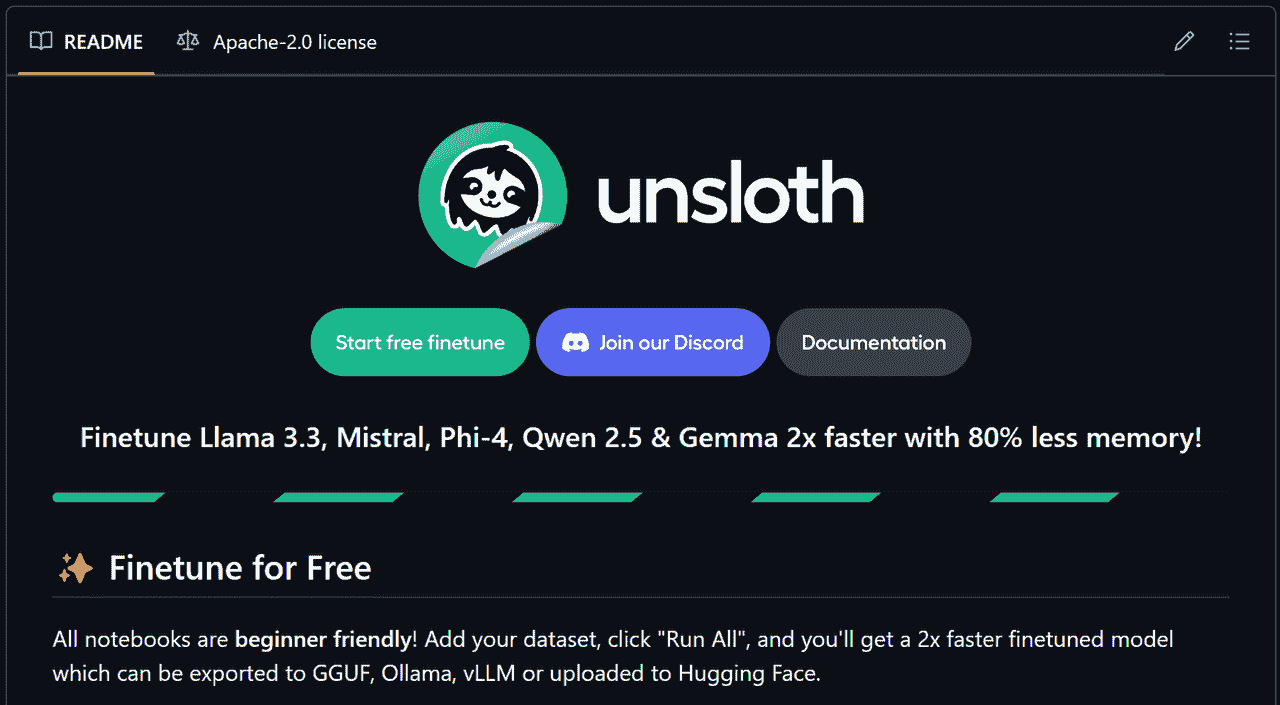 README
Apache-2.0 license
unsloth
Start free finetune
Join our Discord
Documentation
Finetune Llama 3.3, Mistral, Phi-4, Qwen 2.5 & Gemma 2x faster with 80% less memory!
Finetune for Free
All notebooks are beginner friendly! Add your dataset, click "Run All", and you'll get a 2x faster finetuned model
which can be exported to GGUF, Ollama, vLLM or uploaded to Hugging Face.